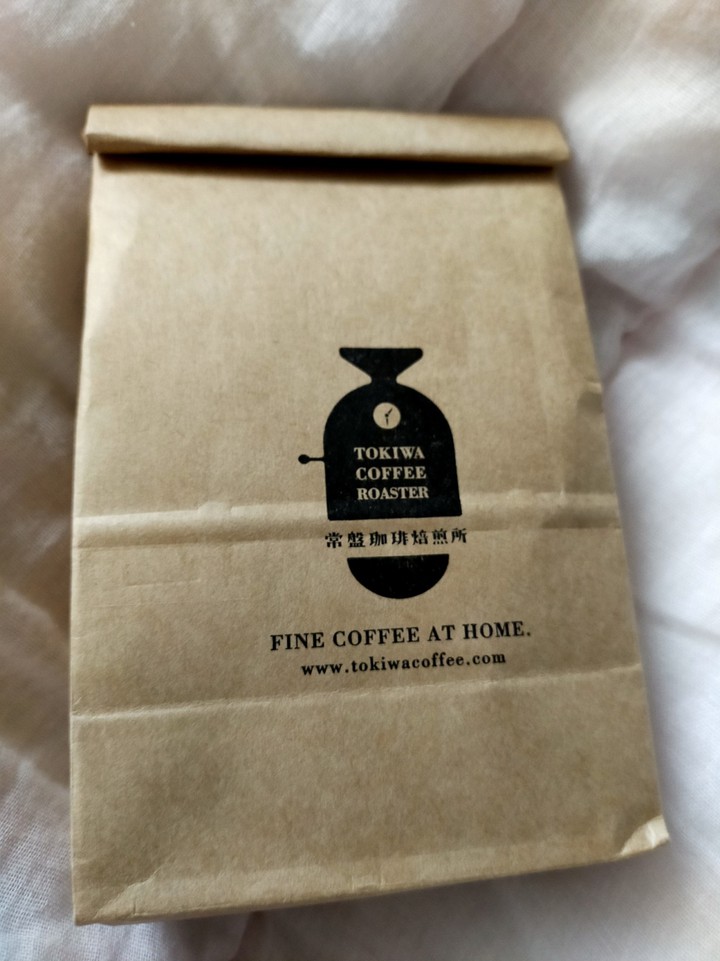 TOKIWA
COFFEE
ROASTER
常盤珈琲焙煎所
FINE COFFEE AT HOME.
www.tokiwacoffee.com